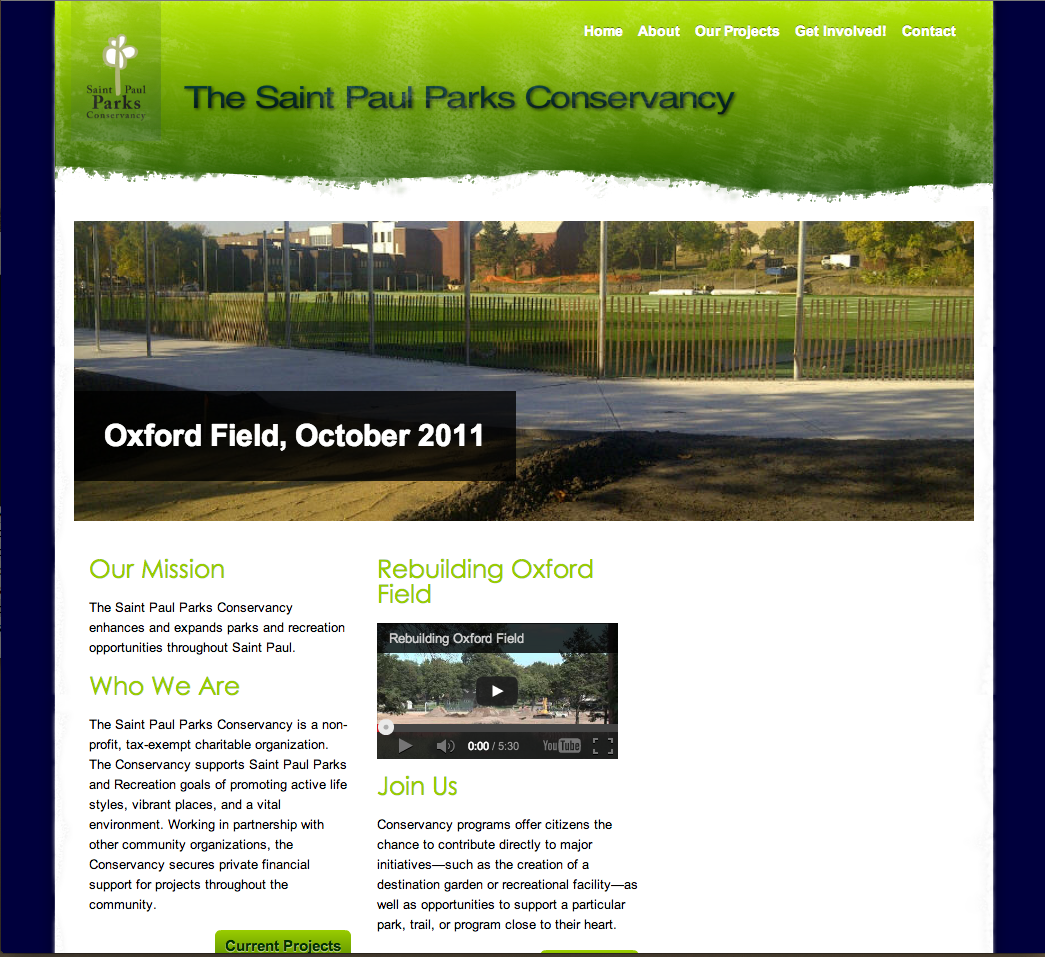 Home About Our Projects Get Involved! Contact
Saint Paul
Parks
Conservancy
The Saint Paul Parks Conservancy
Oxford Field, October 2011
Our Mission
The Saint Paul Parks Conservancy
enhances and expands parks and recreation
opportunities throughout Saint Paul.
Who We Are
The Saint Paul Parks Conservancy is a non-
profit, tax-exempt charitable organization.
The Conservancy supports Saint Paul Parks
and Recreation goals of promoting active life
styles, vibrant places, and a vital
environment. Working in partnership with
other community organizations, the
Conservancy secures private financial
support for projects throughout the
community.
Current Projects
Rebuilding Oxford
Field
Rebuilding Oxford Field
0:00 / 5:30 YouTube
Join Us
Conservancy programs offer citizens the
chance to contribute directly to major
initiatives—such as the creation of a
destination garden or recreational facility—as
well as opportunities to support a particular
park, trail, or program close to their heart.